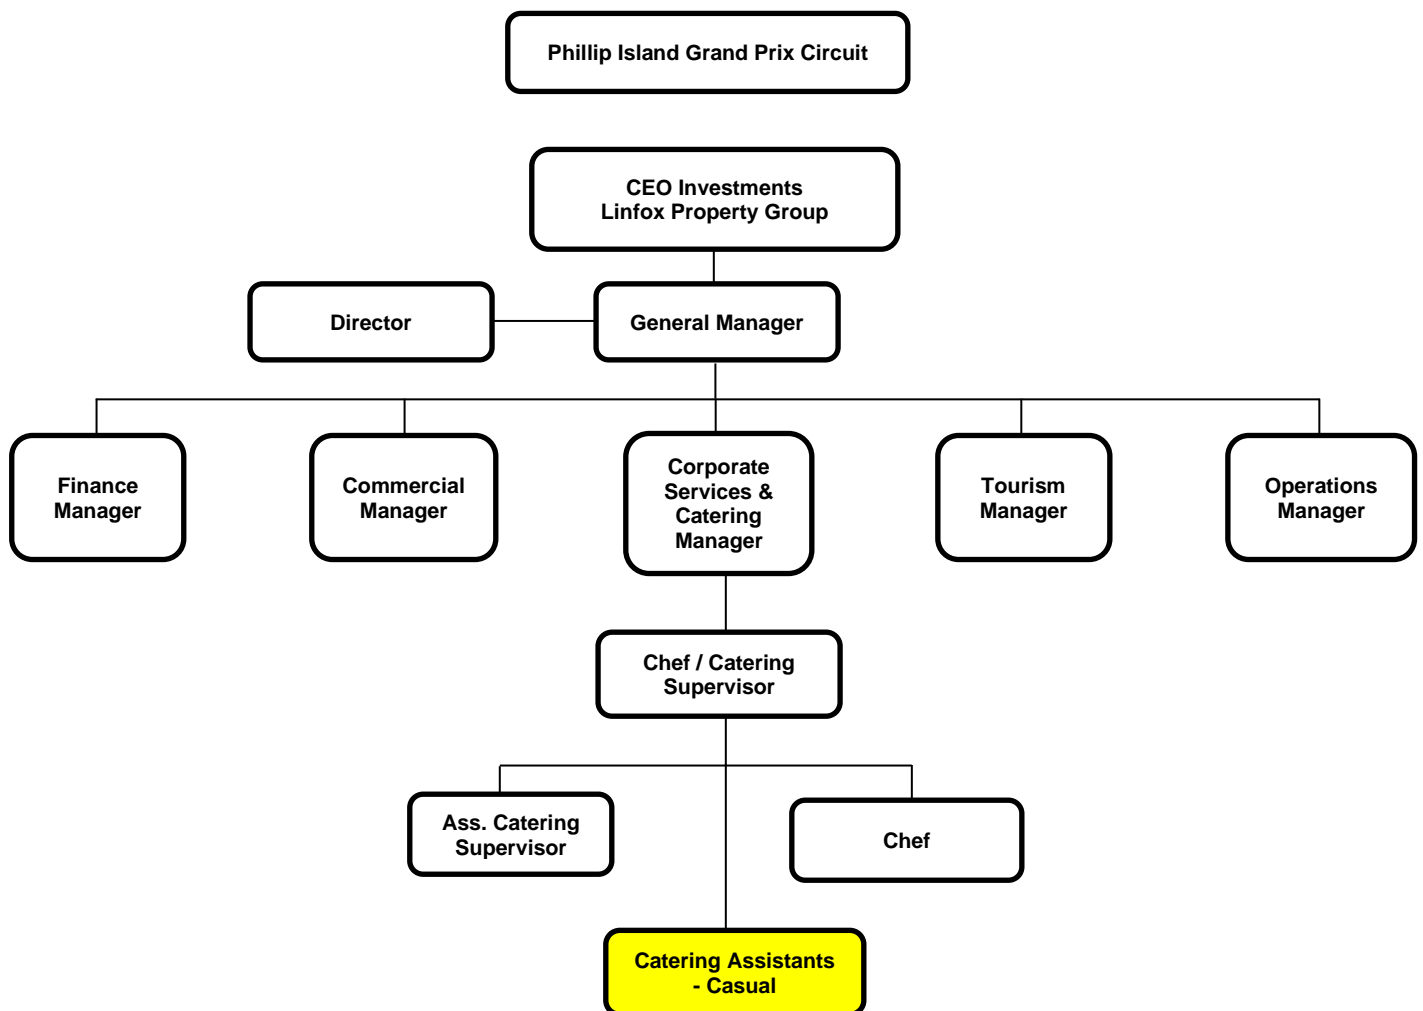 Phillip Island Grand Prix Circuit
CEO Investments
Linfox Property Group
Director
General Manager
Finance
Manager
Commercial
Manager
Corporate
Services &
Catering
Manager
Tourism
Manager
Operations
Manager
Chef / Catering
Supervisor
Ass. Catering
Supervisor
Chef
Catering Assistants
- Casual